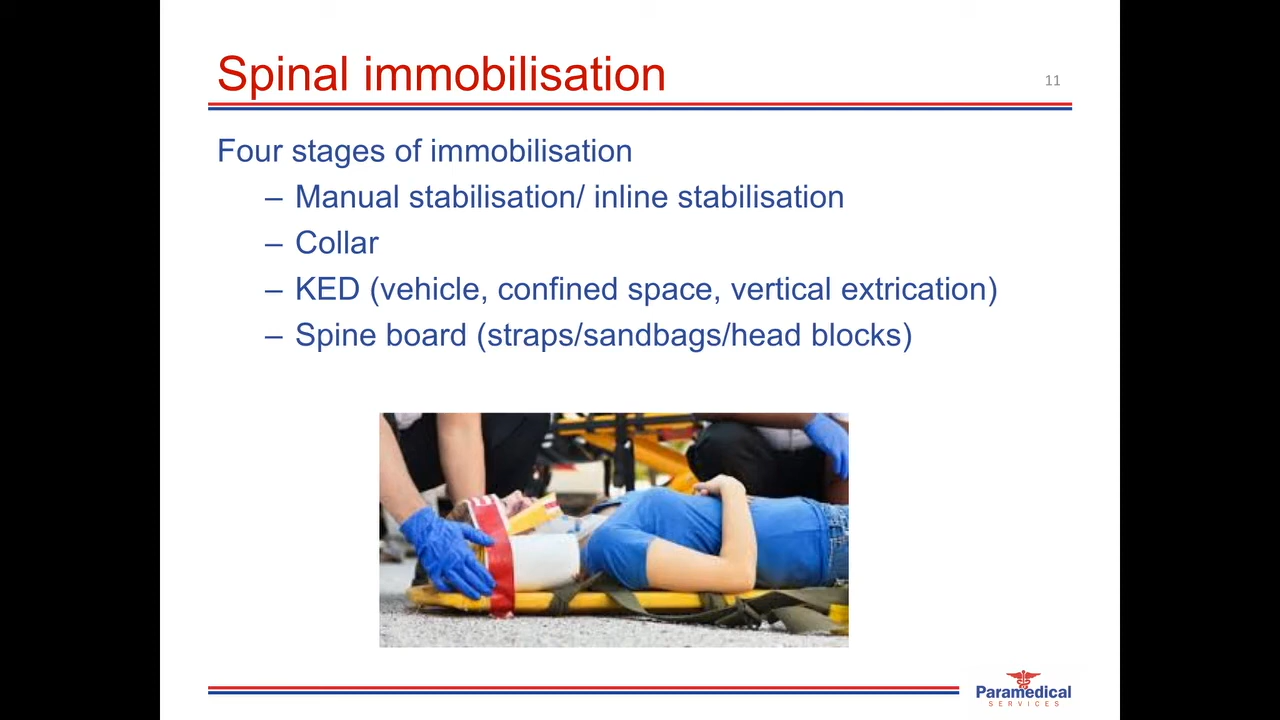 Spinal immobilisation
11
Four stages of immobilisation
– Manual stabilisation/ inline stabilisation
– Collar
– KED (vehicle, confined space, vertical extrication)
– Spine board (straps/sandbags/head blocks)
Paramedical
SERVICES